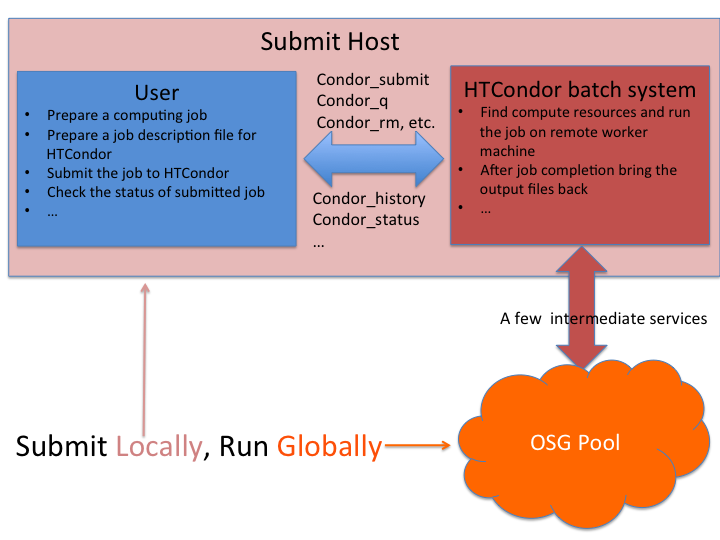 Submit Host
User
• Prepare a computing job
• Prepare a job description file for
HTCondor
• Submit the job to HTCondor
• Check the status of submitted job
• …
Condor_submit
Condor_q
Condor_rm, etc.
Condor_history
Condor_status
…
HTCondor batch system
• Find compute resources and run
the job on remote worker
machine
• After job completion bring the
output files back
• …
A few  intermediate services
Submit Locally, Run Globally
OSG Pool